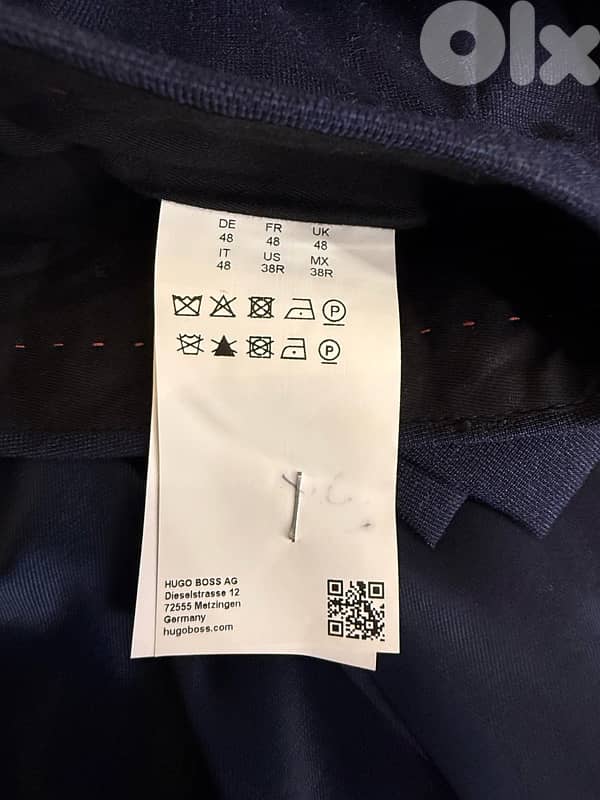 Olx
DE FR UK
48 48 48
IT US MX
48 38R 38R
P
P
HUGO BOSS AG
Dieselstrasse 12
72555 Metzingen
Germany
hugoboss.com